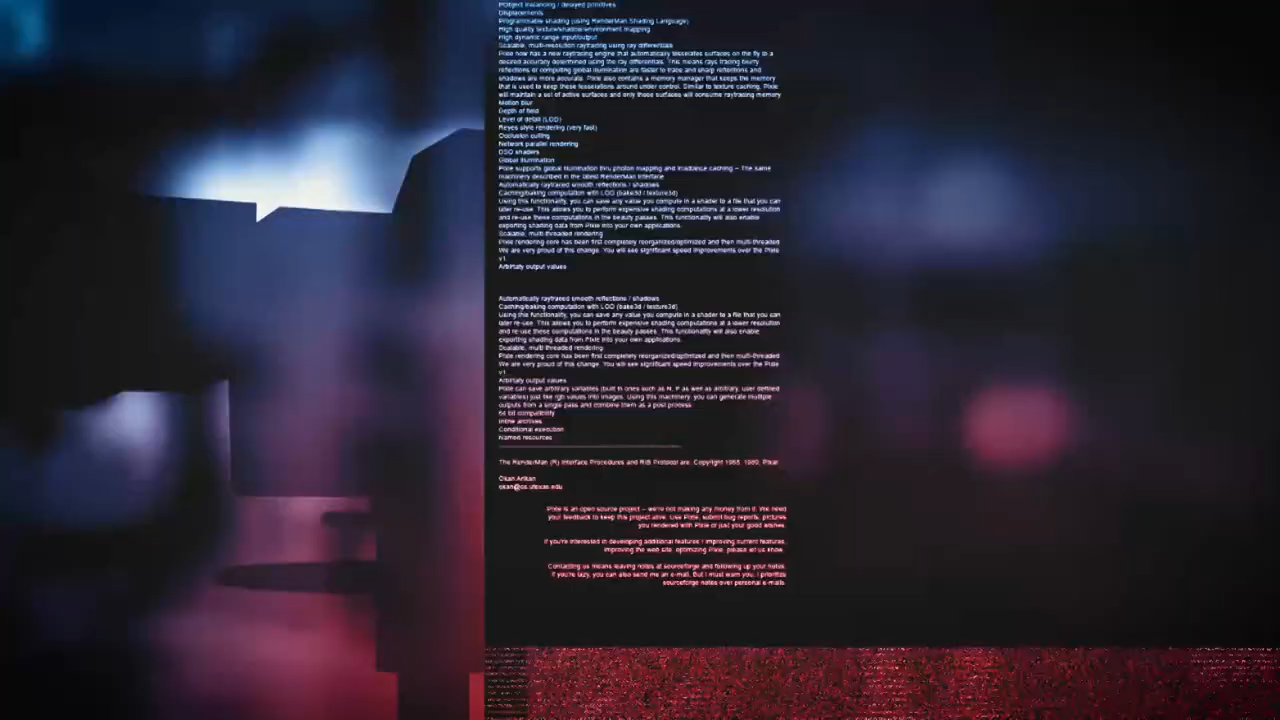 PObject instancing / delayed primitives
Displacements
Programmable shading (using RenderMan Shading Language)
High quality texture/shadow/environment mapping
High dynamic range input/output
Scalable, multi-resolution raytracing using ray differentials
Pixie now has a new raytracing engine that automatically tesselates surfaces on the fly to a
desired accuracy determined using the ray differentials. This means rays tracing blurry
reflections or computing global illumination are faster to trace and sharp reflections and
shadows are more accurate. Pixie also contains a memory manager that keeps the memory
that is used to keep these tesselations around under control. Similar to texture caching, Pixie
will maintain a set of active surfaces and only those surfaces will consume raytracing memory
Motion blur
Depth of field
Level of detail (LOD)
Reyes style rendering (very fast)
Occlusion culling
Network parallel rendering
DSO shaders
Global illumination
Pixie supports global illumination thru photon mapping and irradiance caching -- The same
machinery described in the latest RenderMan Interface
Automatically raytraced smooth reflections / shadows
Caching/baking computation with LOD (bake3d / texture3d)
Using this functionality, you can save any value you compute in a shader to a file that you can
later re-use. This allows you to perform expensive shading computations at a lower resolution
and re-use these computations in the beauty passes. This functionality will also enable
exporting shading data from Pixie into your own applications.
Scalable, multi-threaded rendering
Pixie rendering core has been first completely reorganized/optimized and then multi-threaded
We are very proud of this change. You will see significant speed improvements over the Pixie
v1.
Arbitrary output values
Automatically raytraced smooth reflections / shadows
Caching/baking computation with LOD (bake3d / texture3d)
Using this functionality, you can save any value you compute in a shader to a file that you can
later re-use. This allows you to perform expensive shading computations at a lower resolution
and re-use these computations in the beauty passes. This functionality will also enable
exporting shading data from Pixie into your own applications.
Scalable, multi-threaded rendering
Pixie rendering core has been first completely reorganized/optimized and then multi-threaded
We are very proud of this change. You will see significant speed improvements over the Pixie
v1.
Arbitrary output values
Pixie can save arbitrary variables (built in ones such as N, P as well as arbitrary, user defined
variables) just like rgb values into images. Using this machinery, you can generate multiple
outputs from a single pass and combine them as a post process.
64 bit compatibility
Inline archives
Conditional execution
Named resources
The RenderMan (R) Interface Procedures and RIB Protocol are: Copyright 1988, 1989, Pixar.
Okan Arikan
okan@cs.utexas.edu
Pixie is an open source project -- we're not making any money from it. We need
your feedback to keep this project alive. Use Pixie, submit bug reports, pictures
you rendered with Pixie or just your good wishes.
If you're interested in developing additional features / improving current features,
improving the web site, optimizing Pixie, please let us know.
Contacting us means leaving notes at sourceforge and following up your notes.
If you're lazy, you can also send me an e-mail. But I must warn you, I prioritize
sourceforge notes over personal e-mails.